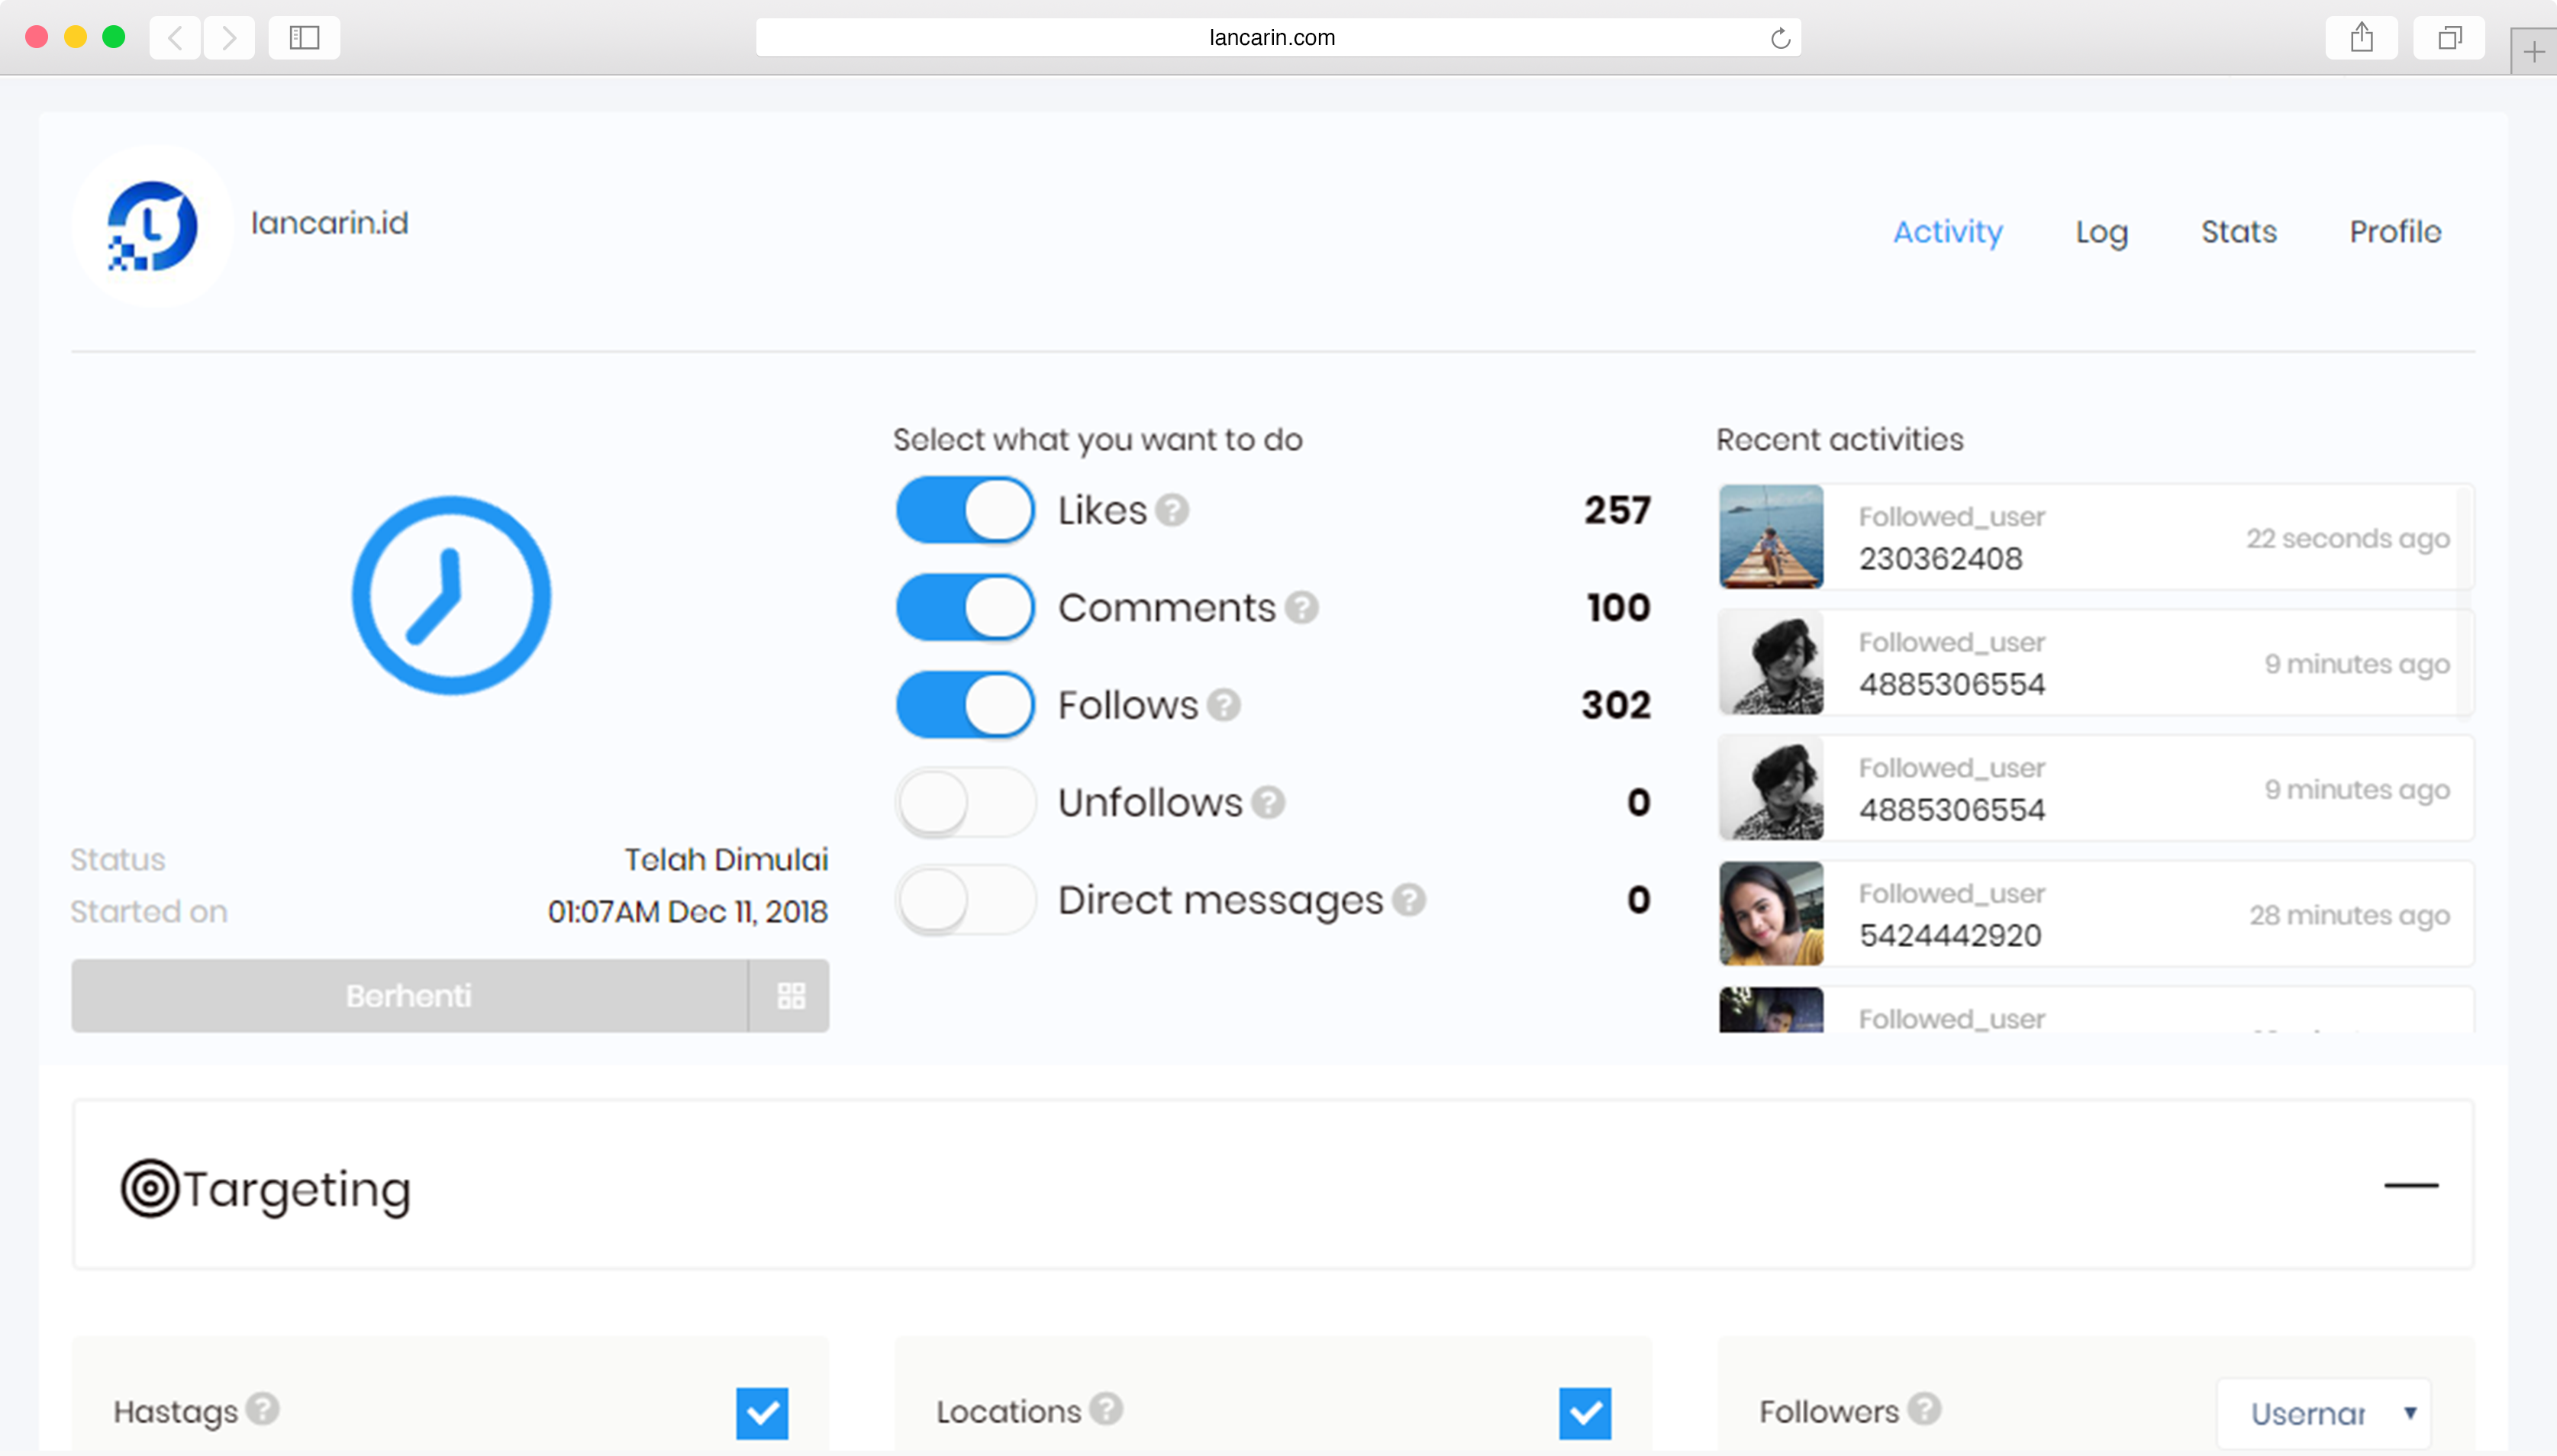 lancarin.com
lancarin.id
Activity Log Stats Profile
Select what you want to do
Likes ? 257
Comments ? 100
Follows ? 302
Unfollows ? 0
Direct messages ? 0
Status Telah Dimulai
Started on 01:07AM Dec 11, 2018
Berhenti
Recent activities
Followed_user
230362408
22 seconds ago
Followed_user
4885306554
9 minutes ago
Followed_user
4885306554
9 minutes ago
Followed_user
5424442920
28 minutes ago
Followed_user
Targeting
Hastags ?
Locations ?
Followers ?
Usernar